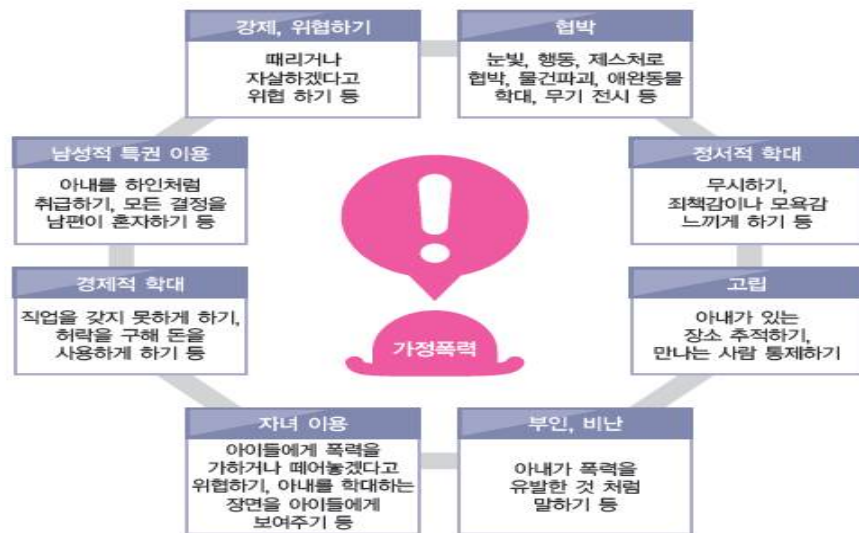 강제, 위협하기
때리거나
자살하겠다고
위협 하기 등
협박
눈빛, 행동, 제스처로
협박, 물건파괴, 애완동물
학대, 무기 전시 등
남성적 특권 이용
아내를 하인처럼
취급하기, 모든 결정을
남편이 혼자하기 등
정서적 학대
무시하기,
죄책감이나 모욕감
느끼게 하기 등
경제적 학대
직업을 갖지 못하게 하기,
허락을 구해 돈을
사용하게 하기 등
고립
아내가 있는
장소 추적하기,
만나는 사람 통제하기
가정폭력
자녀 이용
아이들에게 폭력을
가하거나 떼어놓겠다고
위협하기, 아내를 학대하는
장면을 아이들에게
보여주기 등
부인, 비난
아내가 폭력을
유발한 것 처럼
말하기 등